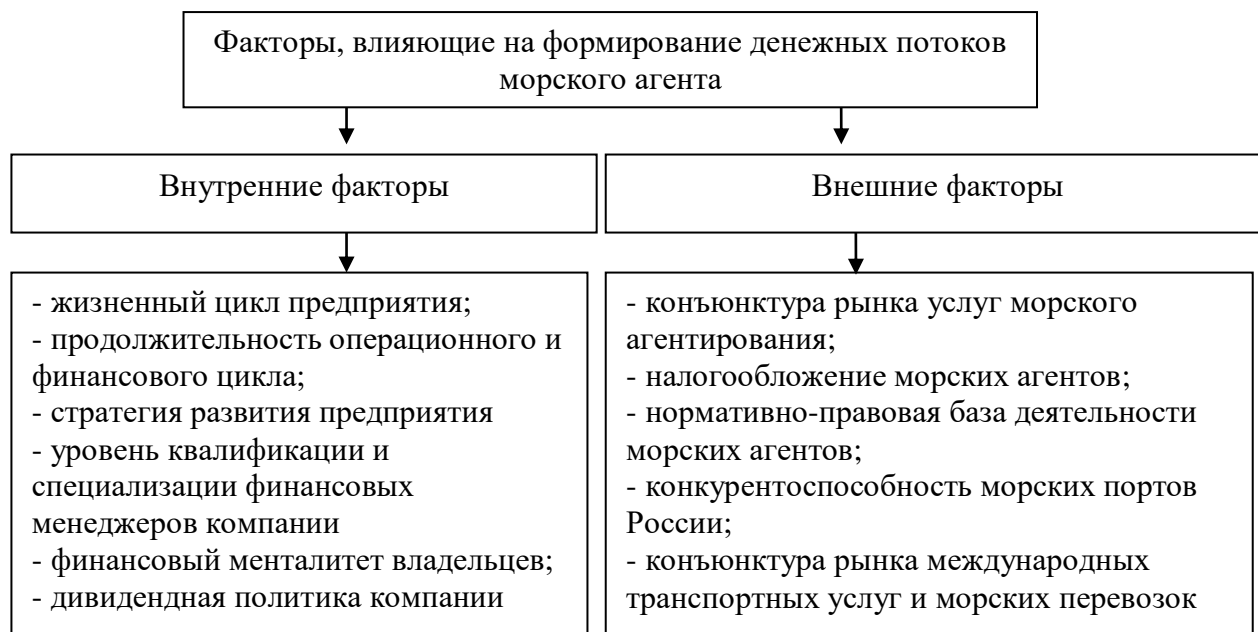 Факторы, влияющие на формирование денежных потоков
морского агента
Внутренние факторы
Внешние факторы
- жизненный цикл предприятия;
- продолжительность операционного и
финансового цикла;
- стратегия развития предприятия
- уровень квалификации и
специализации финансовых
менеджеров компании
- финансовый менталитет владельцев;
- дивидендная политика компании
- конъюнктура рынка услуг морского
агентирования;
- налогообложение морских агентов;
- нормативно-правовая база деятельности
морских агентов;
- конкурентоспособность морских портов
России;
- конъюнктура рынка международных
транспортных услуг и морских перевозок